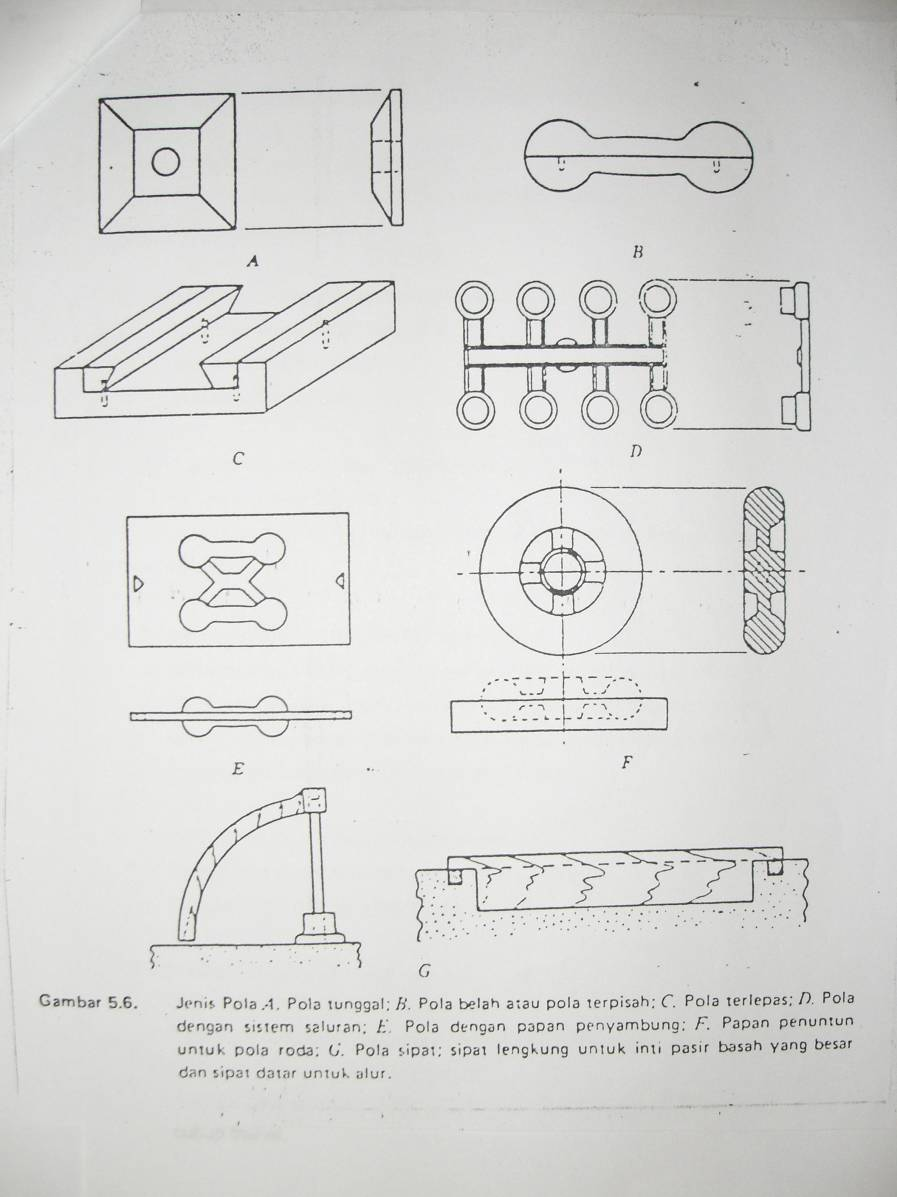 A
B
C
D
E
F
G
Gambar 5.6. Jenis Pola A. Pola tunggal; B. Pola belah atau pola terpisah; C. Pola terlepas; D. Pola
dengan sistem saluran; E. Pola dengan papan penyambung; F. Papan penuntun
untuk pola roda; G. Pola sipat; sipat lengkung untuk inti pasir basah yang besar
dan sipat datar untuk alur.